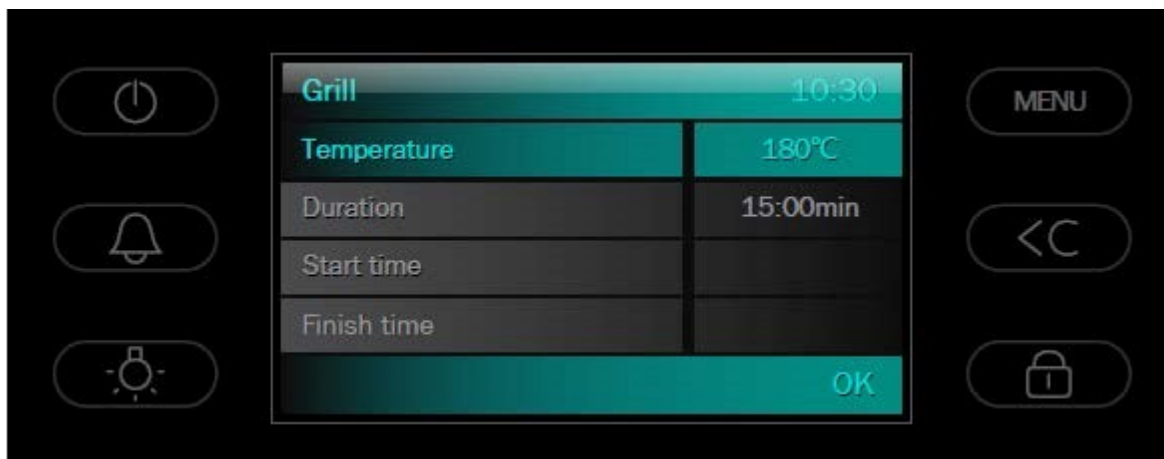 Grill 10:30
MENU
Temperature 180°C
Duration 15:00min
<C
Start time
Finish time
OK